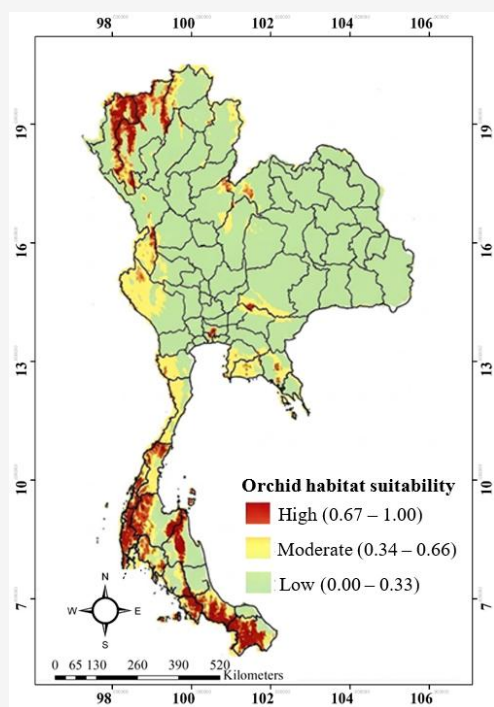 98 100 102 104 106
19
16
13
10
7
19
16
13
10
7
Orchid habitat suitability
High (0.67 – 1.00)
Moderate (0.34 – 0.66)
Low (0.00 – 0.33)
N
W E
S
0 65 130 260 390 520
Kilometers
98 100 102 104 106